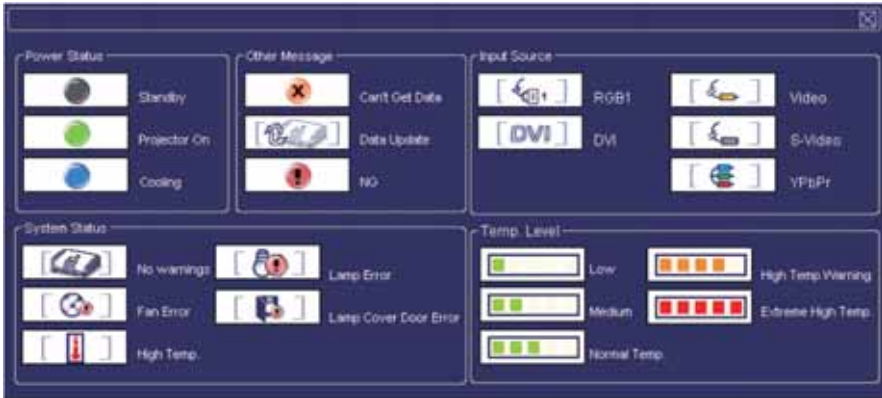 Power Status
Standby
Projector On
Cooling
Other Message
Can't Get Data
Data Update
NG
Input Source
RGB1
DVI
DVI
Video
S-Video
YPbPr
System Status
No warnings
Fan Error
High Temp.
Lamp Error
Lamp Cover Door Error
Temp. Level
Low
Medium
Normal Temp
High Temp Warning
Extreme High Temp.